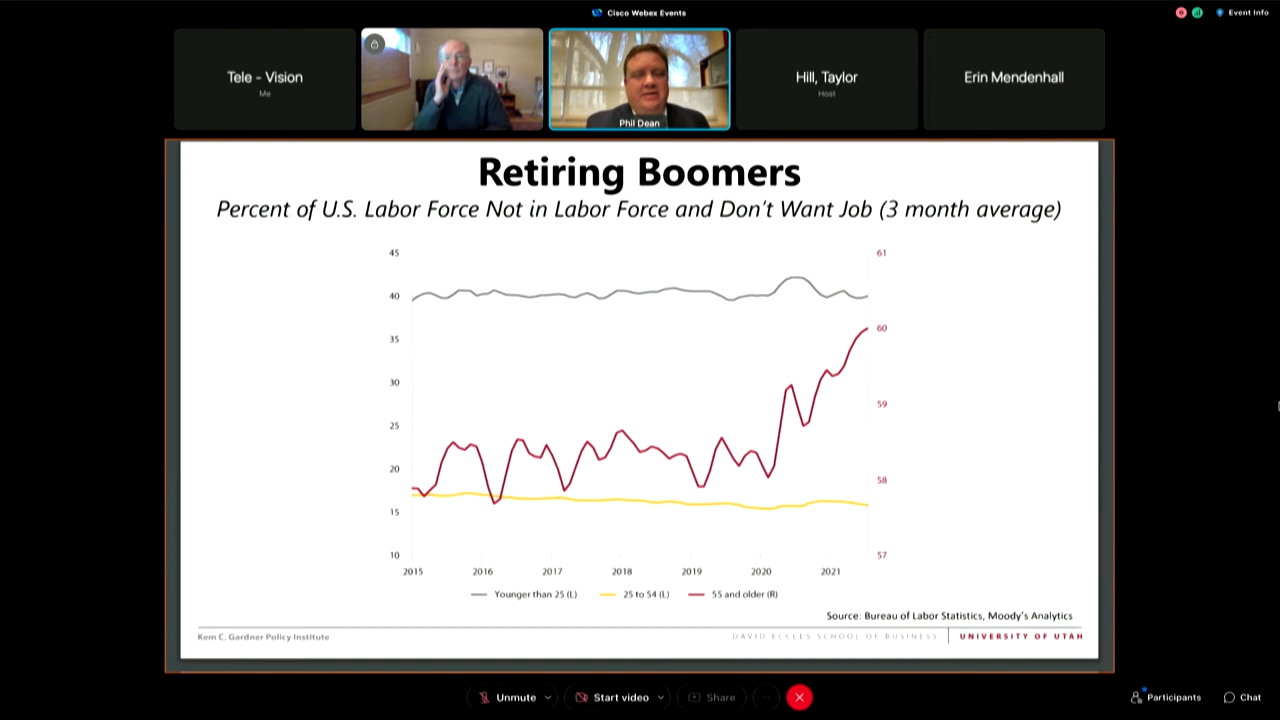 Cisco Webex Events
Event Info
Tele - Vision
Me
Phil Dean
Hill, Taylor
Host
Erin Mendenhall
Retiring Boomers
Percent of U.S. Labor Force Not in Labor Force and Don't Want Job (3 month average)
45
40
35
30
25
20
15
10
61
60
59
58
57
2015 2016 2017 2018 2019 2020 2021
Younger than 25 (L) 25 to 54 (L) 55 and older (R)
Source: Bureau of Labor Statistics, Moody's Analytics
Kem C. Gardner Policy Institute
DAVID ECCLES SCHOOL OF BUSINESS UNIVERSITY OF UTAH
Unmute Start video Share
Participants Chat